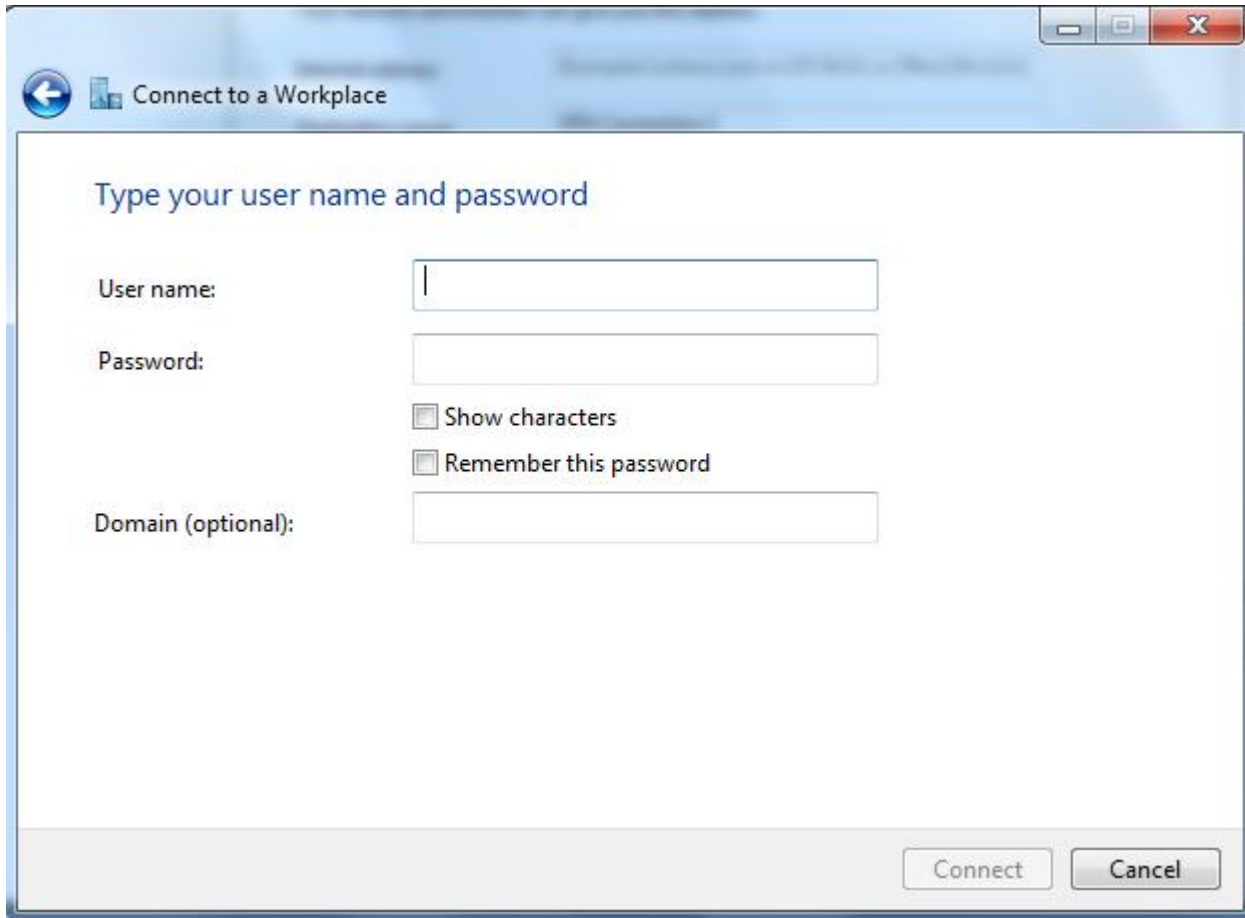 Connect to a Workplace
Type your user name and password
User name:
Password:
Show characters
Remember this password
Domain (optional):
Connect
Cancel